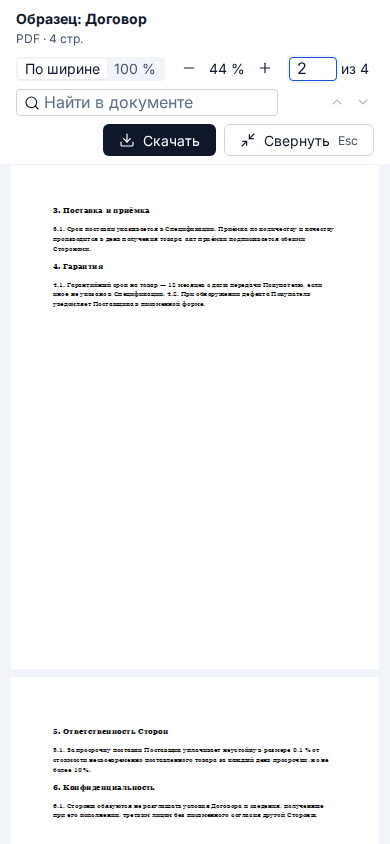 Образец: Договор
PDF · 4 стр.
По ширине 100 % 44 % 2 из 4
Найти в документе
Скачать Свернуть Esc
3. Поставка и приёмка
3.1. Срок поставки указывается в Спецификации. Приёмка по количеству и качеству
производится в день получения товара; акт приёмки подписывается обеими
Сторонами.
4. Гарантия
4.1. Гарантийный срок на товар — 12 месяцев с даты передачи Покупателю, если
иное не указано в Спецификации. 4.2. При обнаружении дефекта Покупатель
уведомляет Поставщика в письменной форме.
5. Ответственность Сторон
5.1. За просрочку поставки Поставщик уплачивает неустойку в размере 0,1 % от
стоимости несвоевременно поставленного товара за каждый день просрочки, но не
более 10 %.
6. Конфиденциальность
6.1. Стороны обязуются не разглашать условия Договора и сведения, полученные
при его исполнении, третьим лицам без письменного согласия другой Стороны.